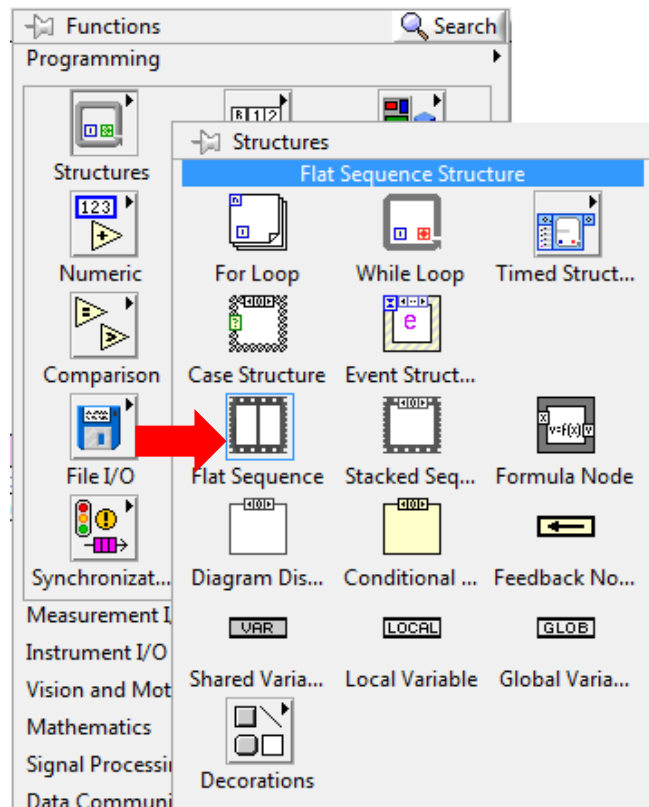 Functions
Search
Programming
Structures
Numeric
Comparison
File I/O
Synchronizat...
Measurement I
Instrument I/O
Vision and Mot
Mathematics
Signal Processi
Data Communi
Structures
Flat Sequence Structure
For Loop While Loop Timed Struct...
Case Structure Event Struct...
Flat Sequence Stacked Seq... Formula Node
Diagram Dis... Conditional ... Feedback No...
VAR LOCAL GLOB
Shared Varia... Local Variable Global Varia...
Decorations
123
e